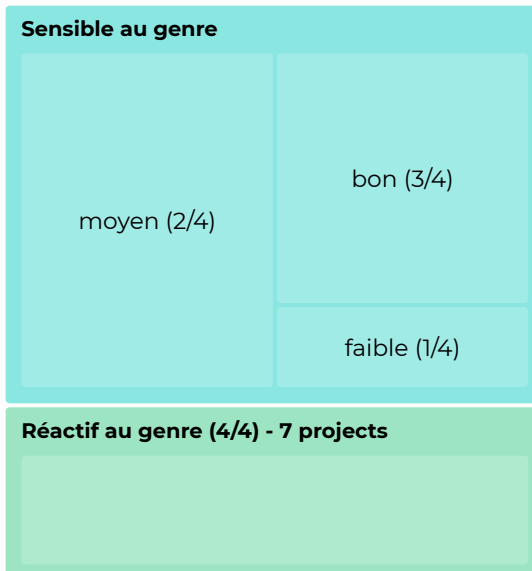 Sensible au genre
moyen (2/4)
bon (3/4)
faible (1/4)
Réactif au genre (4/4) - 7 projects